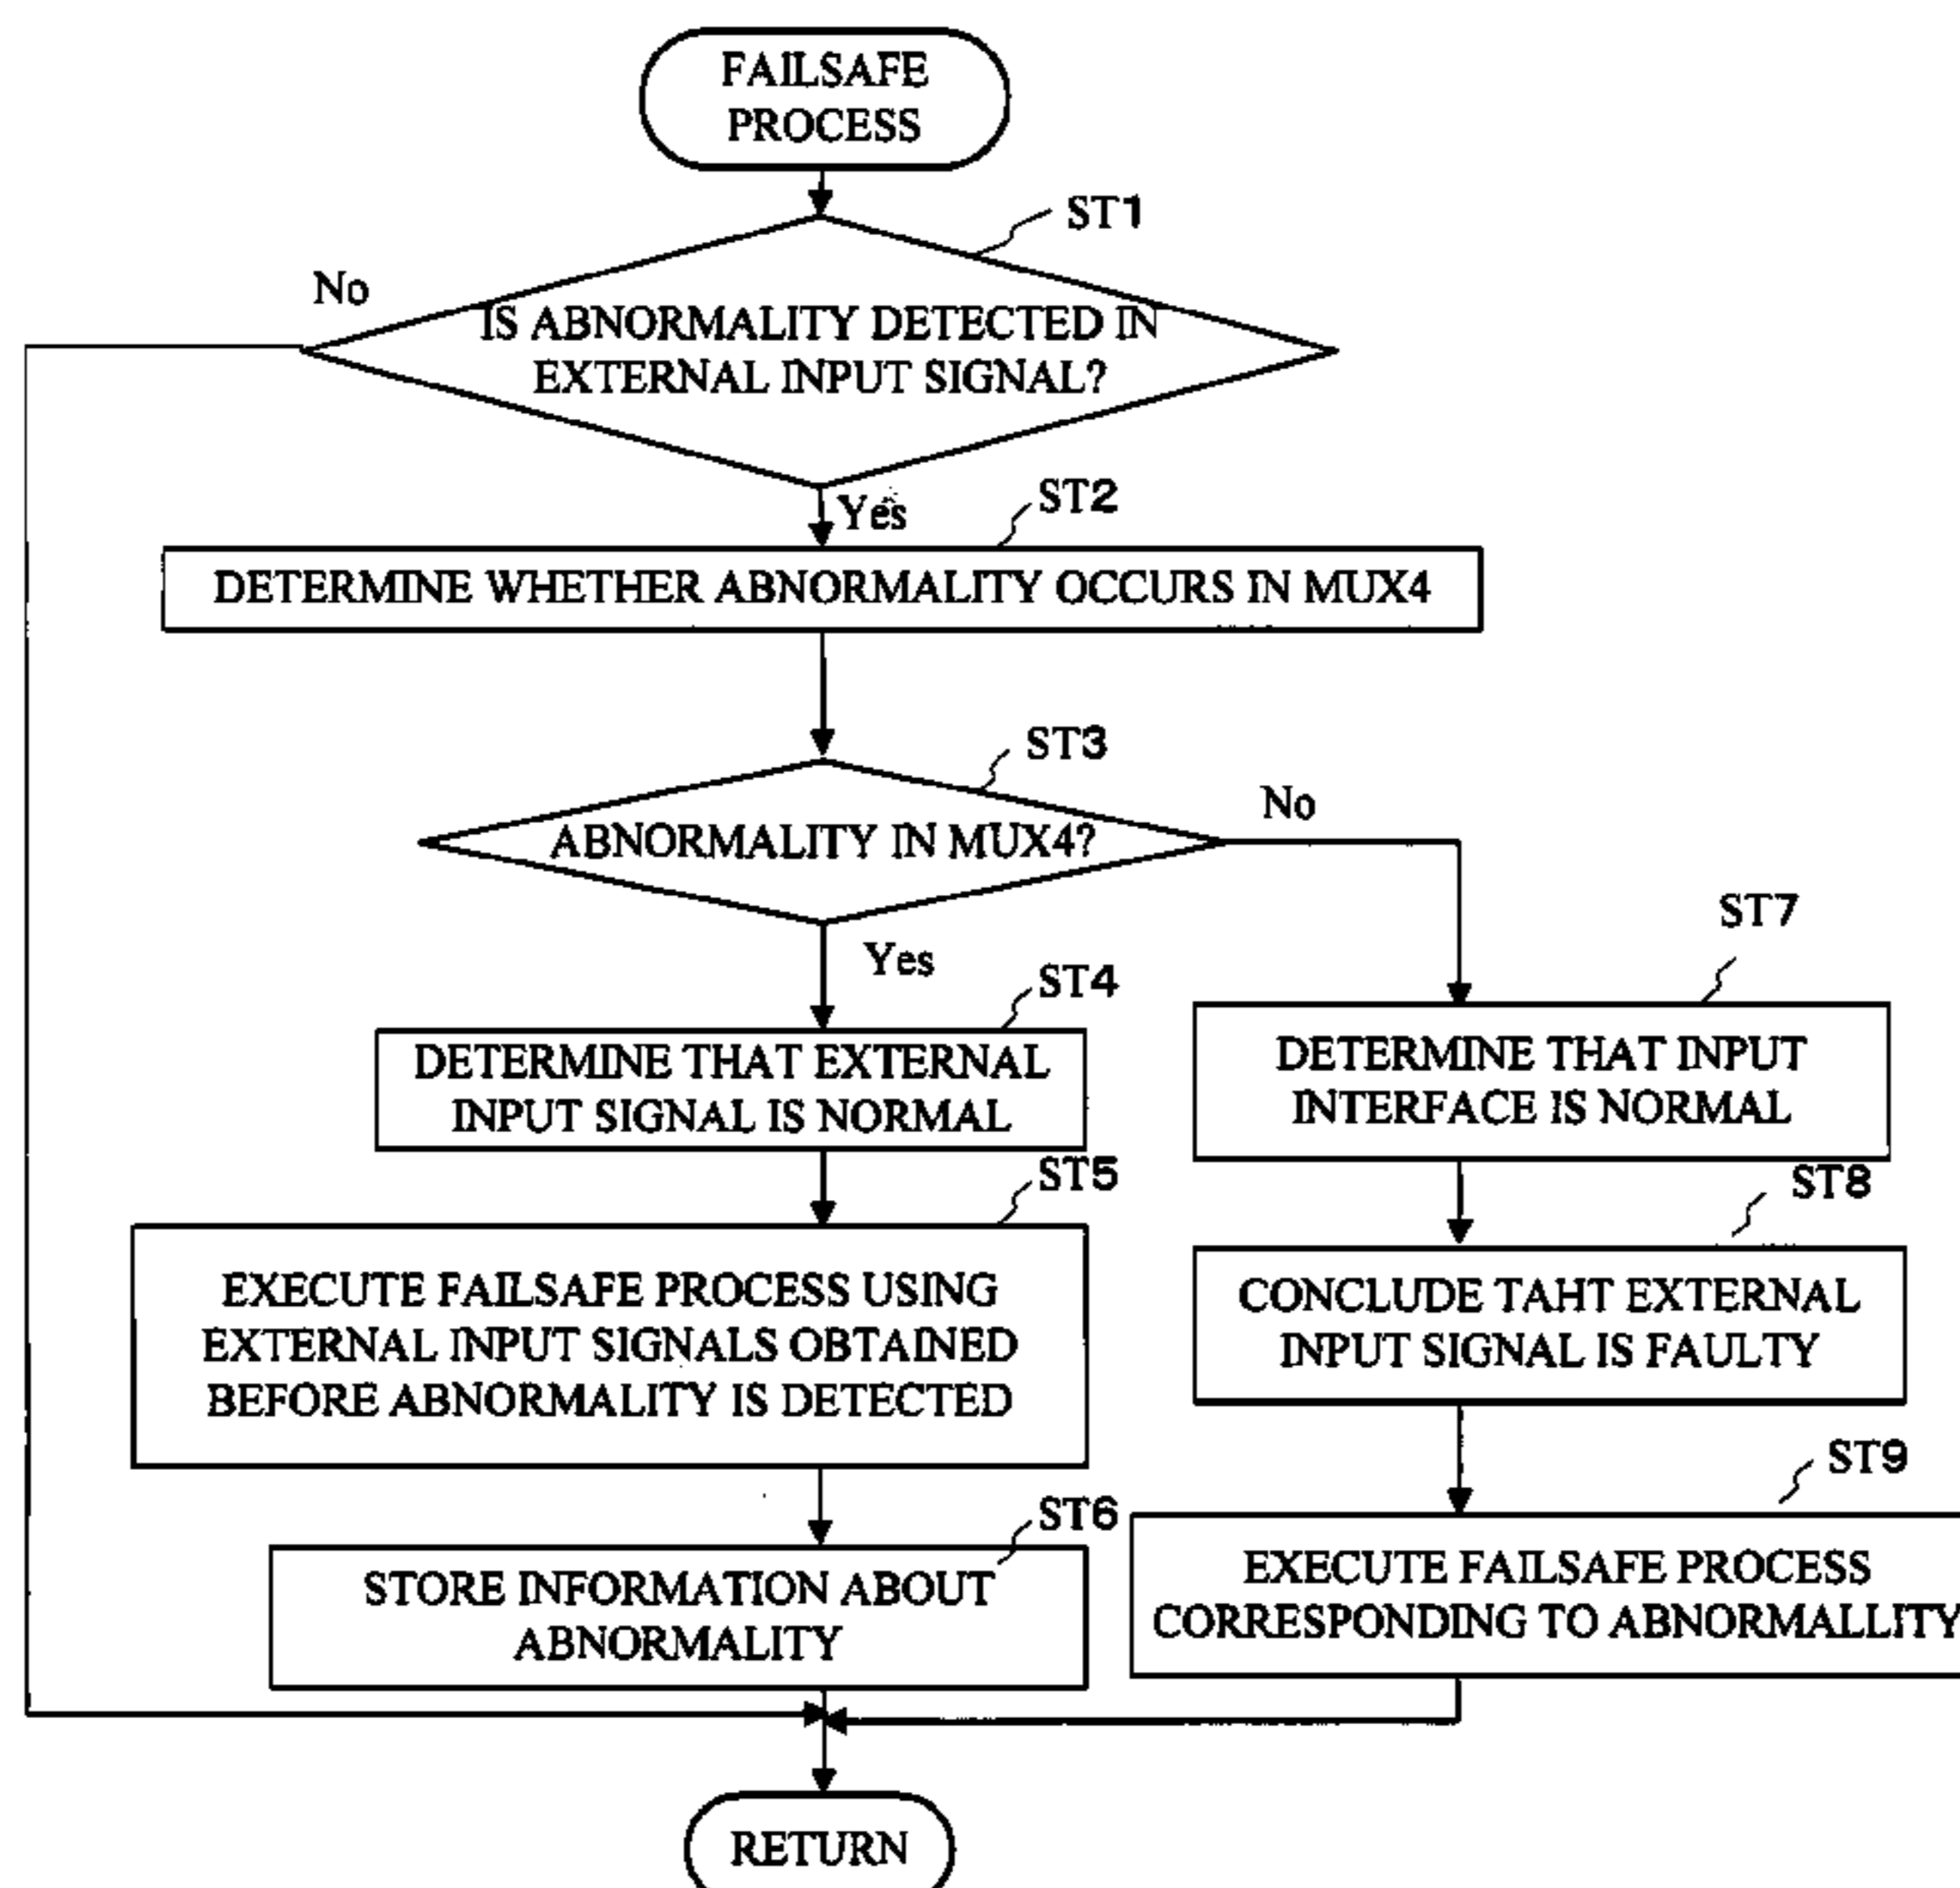 FAILSAFE
PROCESS
ST1
No
IS ABNORMALITY DETECTED IN
EXTERNAL INPUT SIGNAL?
Yes
ST2
DETERMINE WHETHER ABNORMALITY OCCURS IN MUX4
ST3
ABNORMALITY IN MUX4?
No
Yes
ST4
DETERMINE THAT EXTERNAL
INPUT SIGNAL IS NORMAL
ST5
EXECUTE FAILSAFE PROCESS USING
EXTERNAL INPUT SIGNALS OBTAINED
BEFORE ABNORMALITY IS DETECTED
ST6
STORE INFORMATION ABOUT
ABNORMALITY
ST7
DETERMINE THAT INPUT
INTERFACE IS NORMAL
ST8
CONCLUDE TAHT EXTERNAL
INPUT SIGNAL IS FAULTY
ST9
EXECUTE FAILSAFE PROCESS
CORRESPONDING TO ABNORMALLITY
RETURN